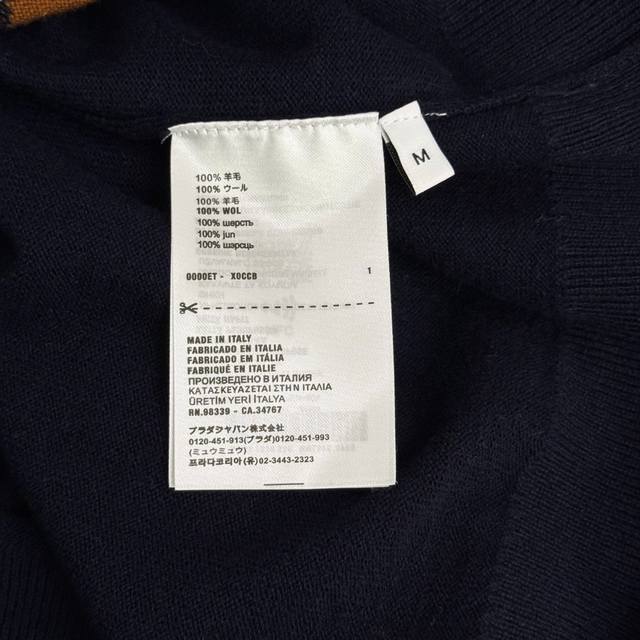 100% 羊毛
100% ウール
100% 羊毛
100% WOL
100% шерсть
100% jun
100% шэрсць
0000ET - X0CCB 1
MADE IN ITALY
FABRICADO EN ITALIA
FABRICADO EM ITÁLIA
FABRIQUÉ EN ITALIE
ПРОИЗВЕДЕНО В ИТАЛИЯ
ΚΑΤΑΣΚΕΥΑΖΕΤΑΙ ΣΤΗΝ ΙΤΑΛΙΑ
ÜRETİM YERİ İTALYA
RN.98339 - CA.34767
プラダジャパン株式会社
0120-451-913(プラダ)0120-451-993
(ミュウミュウ)
프라다코리아(유)02-3443-2323
M